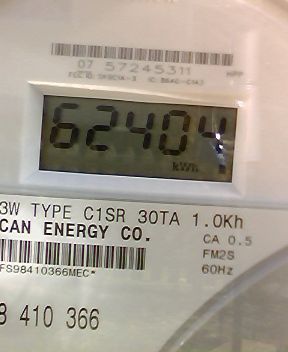 07 57245311
62404
kWh
3W TYPE C1SR 30TA 1.0Kh
CAN ENERGY CO.
CA 0.5
FM2S
60Hz
FS98410366MEC*
8 410 366